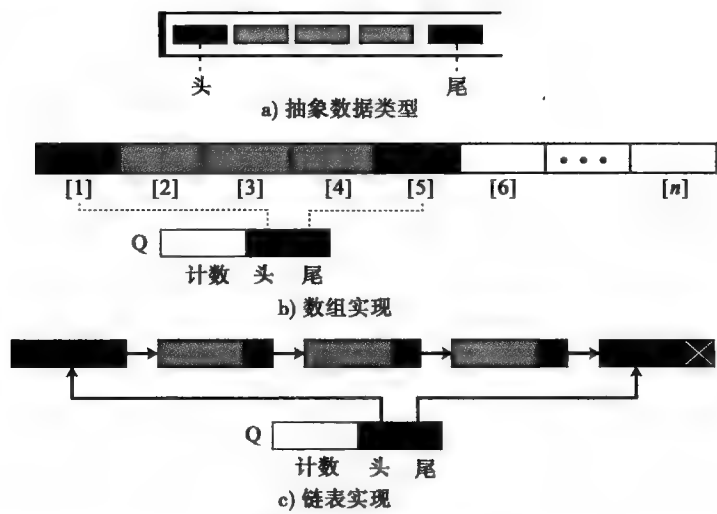 头 尾
a) 抽象数据类型
[1] [2] [3] [4] [5] [6] [n]
Q
计数 头 尾
b) 数组实现
Q
计数 头 尾
c) 链表实现